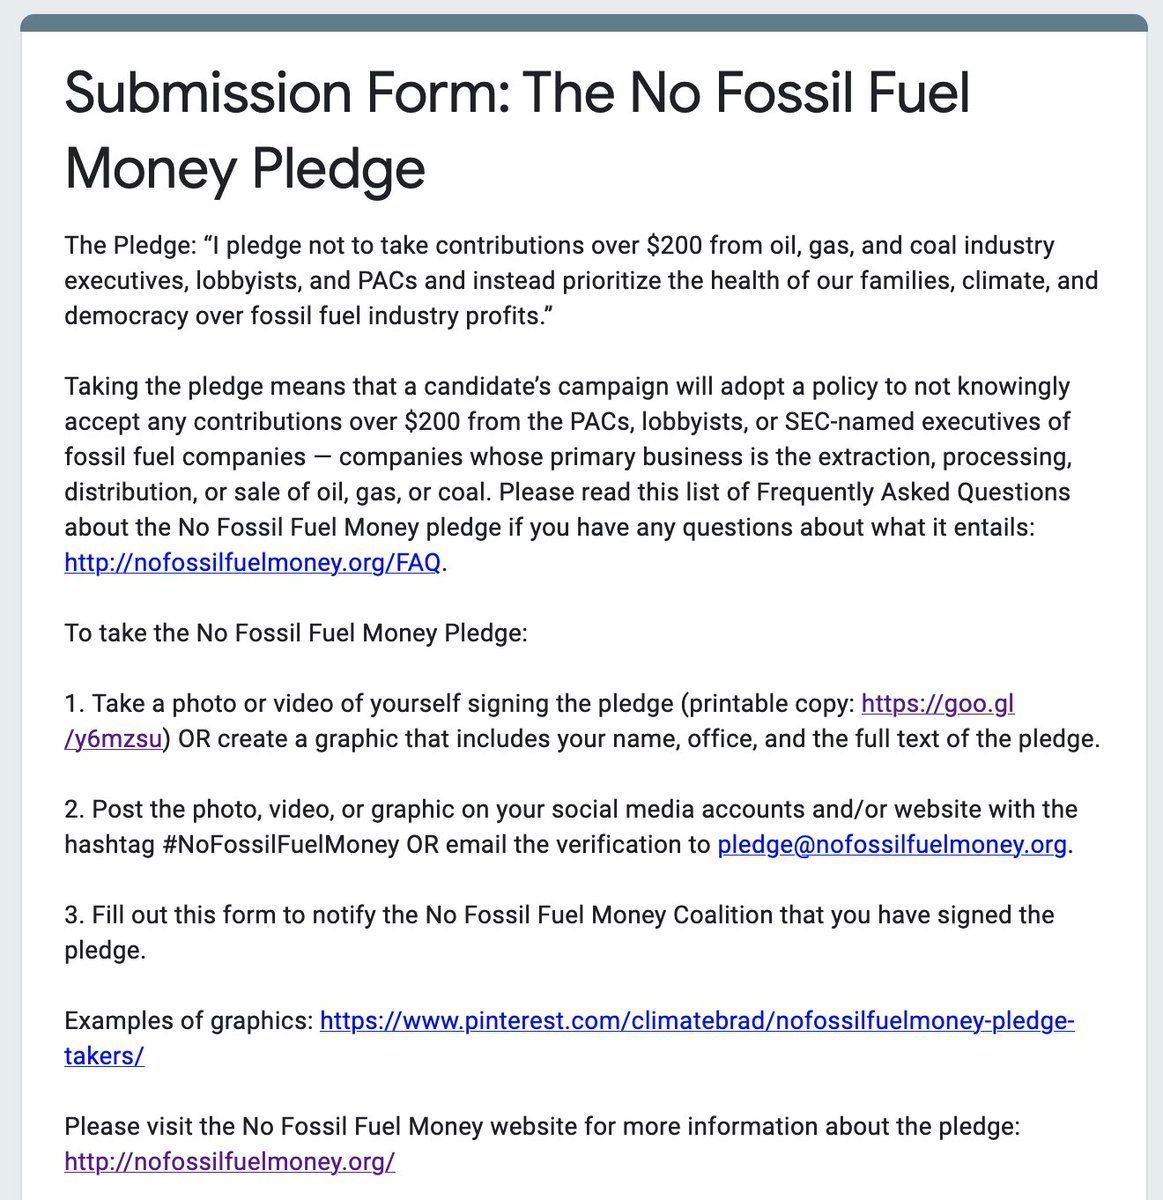 Submission Form: The No Fossil Fuel
Money Pledge
The Pledge: “I pledge not to take contributions over $200 from oil, gas, and coal industry
executives, lobbyists, and PACs and instead prioritize the health of our families, climate, and
democracy over fossil fuel industry profits.”
Taking the pledge means that a candidate’s campaign will adopt a policy to not knowingly
accept any contributions over $200 from the PACs, lobbyists, or SEC-named executives of
fossil fuel companies — companies whose primary business is the extraction, processing,
distribution, or sale of oil, gas, or coal. Please read this list of Frequently Asked Questions
about the No Fossil Fuel Money pledge if you have any questions about what it entails:
http://nofossilfuelmoney.org/FAQ.
To take the No Fossil Fuel Money Pledge:
1. Take a photo or video of yourself signing the pledge (printable copy: https://goo.gl
/y6mzsu) OR create a graphic that includes your name, office, and the full text of the pledge.
2. Post the photo, video, or graphic on your social media accounts and/or website with the
hashtag #NoFossilFuelMoney OR email the verification to pledge@nofossilfuelmoney.org.
3. Fill out this form to notify the No Fossil Fuel Money Coalition that you have signed the
pledge.
Examples of graphics: https://www.pinterest.com/climatebrad/nofossilfuelmoney-pledge-
takers/
Please visit the No Fossil Fuel Money website for more information about the pledge:
http://nofossilfuelmoney.org/